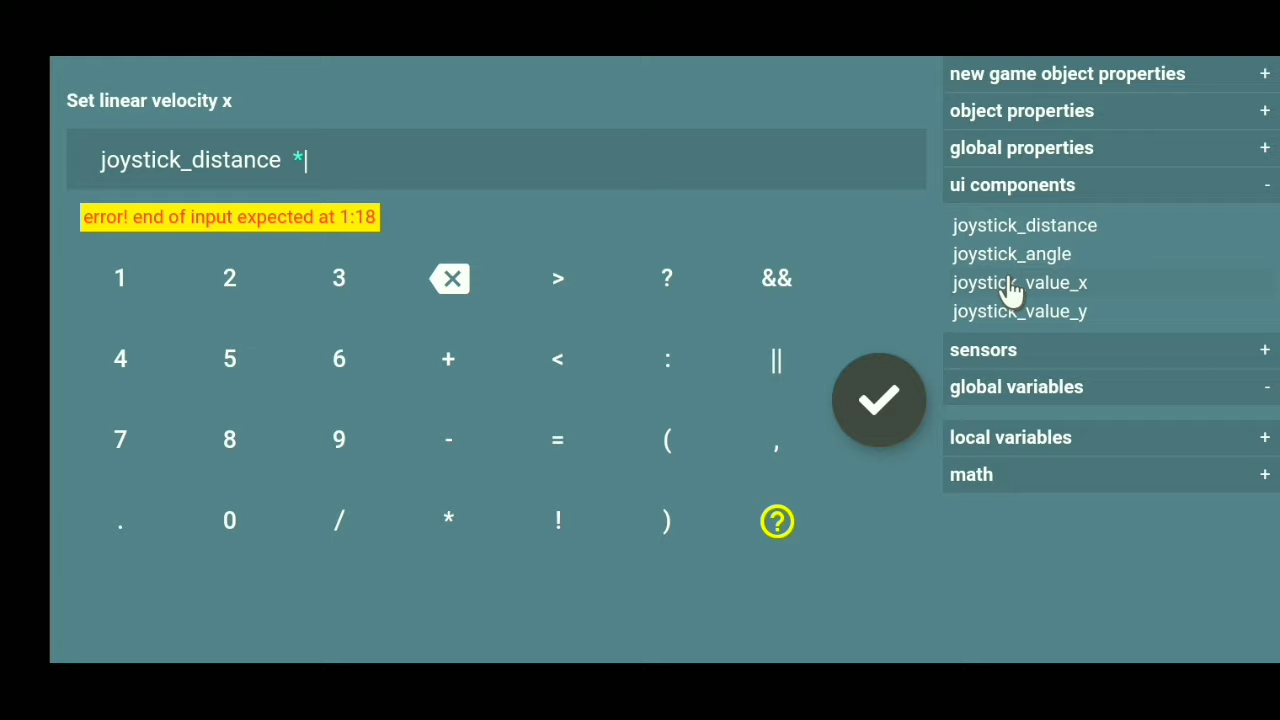 Set linear velocity x
joystick_distance *
error! end of input expected at 1:18
1 2 3 > ? &&
4 5 6 + < : ||
7 8 9 - = ( ,
. 0 / * ! ) ?
new game object properties +
object properties +
global properties +
ui components -
joystick_distance
joystick_angle
joystick_value_x
joystick_value_y
sensors +
global variables -
local variables +
math +